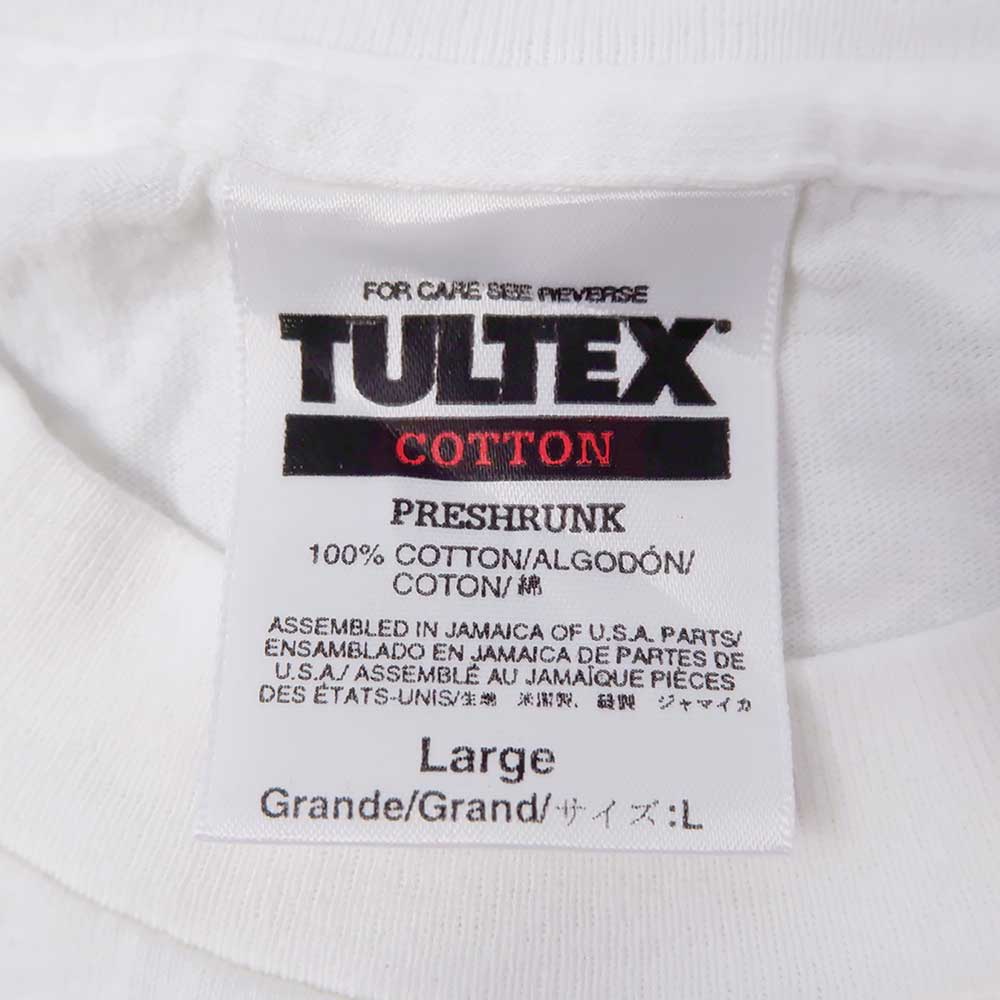 FOR CARE SEE REVERSE
TULTEX®
COTTON
PRESHRUNK
100% COTTON/ALGODÓN/
COTON/綿
ASSEMBLED IN JAMAICA OF U.S.A. PARTS/
ENSAMBLADO EN JAMAICA DE PARTES DE
U.S.A./ ASSEMBLÉ AU JAMAÏQUE PIÈCES
DES ÉTATS-UNIS/生地 米国製, 縫製 ジャマイカ
Large
Grande/Grand/サイズ:L